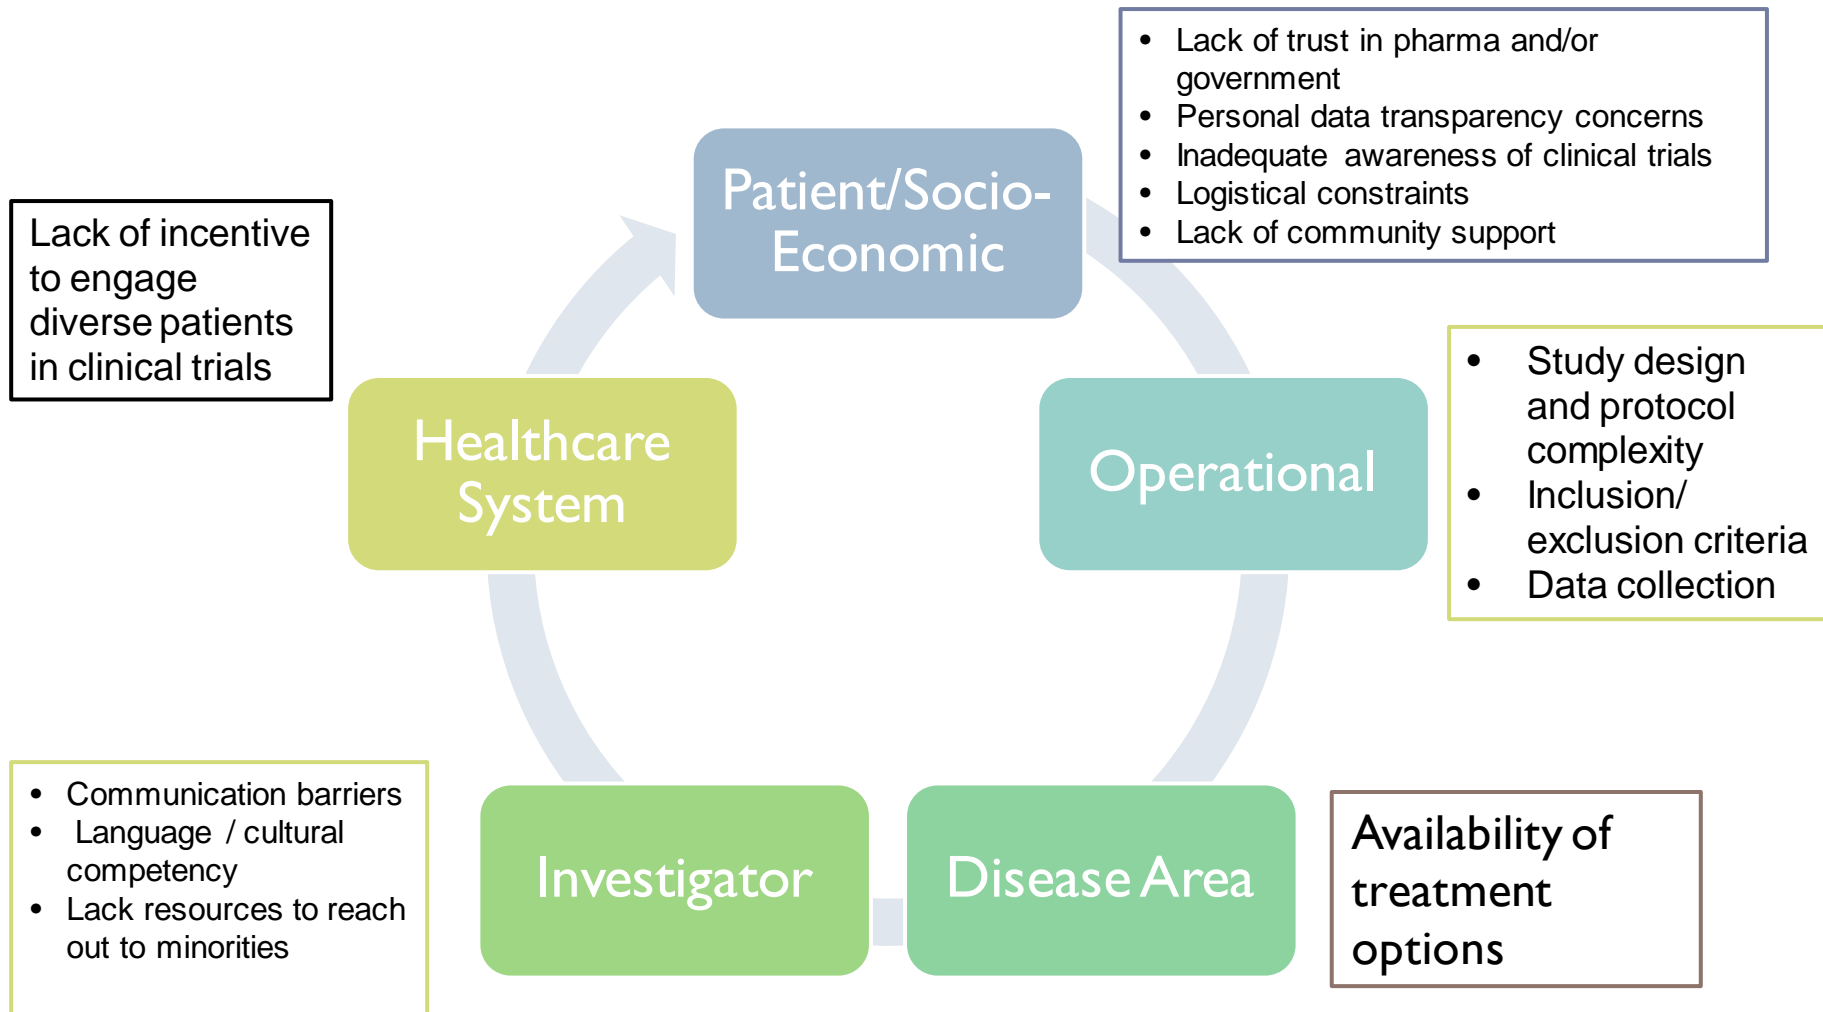 • Lack of trust in pharma and/or
government
• Personal data transparency concerns
• Inadequate awareness of clinical trials
• Logistical constraints
• Lack of community support
Patient/Socio-
Economic
Lack of incentive
to engage
diverse patients
in clinical trials
Healthcare
System
Operational
• Study design
and protocol
complexity
• Inclusion/
exclusion criteria
• Data collection
• Communication barriers
• Language / cultural
competency
• Lack resources to reach
out to minorities
Investigator
Disease Area
Availability of
treatment
options